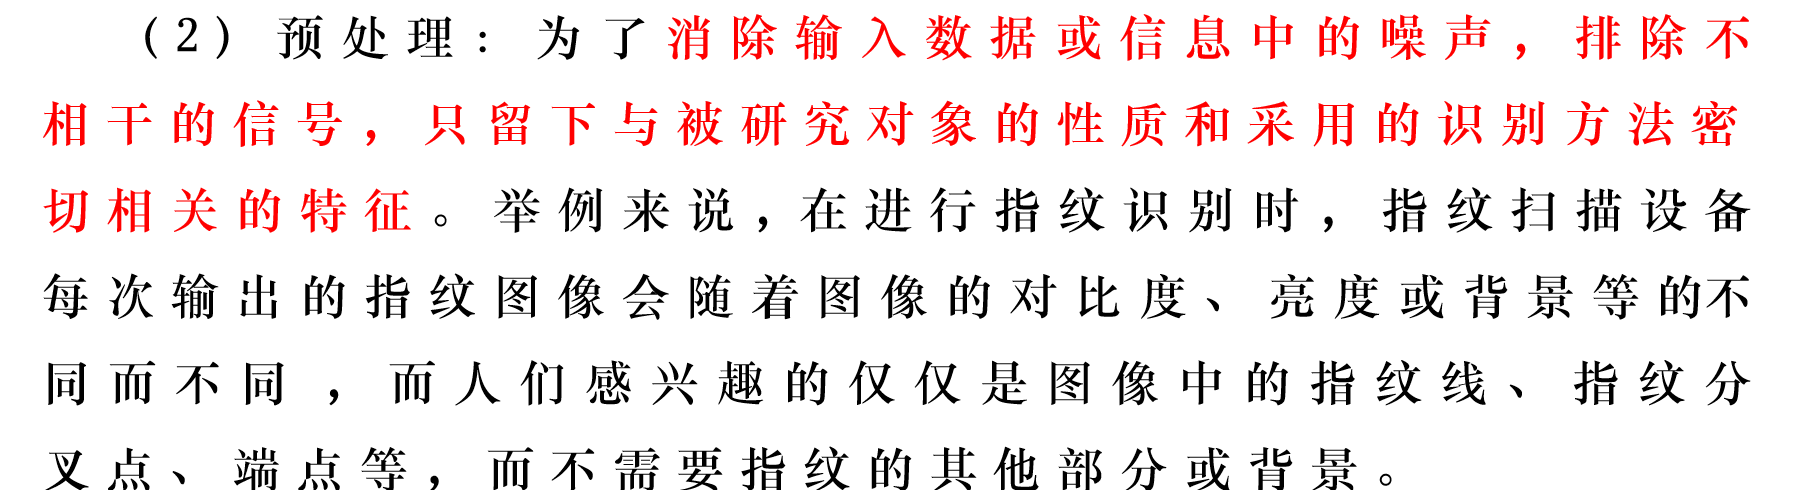 （2）预处理：为了消除输入数据或信息中的噪声，排除不
相干的信号，只留下与被研究对象的性质和采用的识别方法密
切相关的特征。举例来说，在进行指纹识别时，指纹扫描设备
每次输出的指纹图像会随着图像的对比度、亮度或背景等的不
同而不同，而人们感兴趣的仅仅是图像中的指纹线、指纹分
叉点、端点等，而不需要指纹的其他部分或背景。